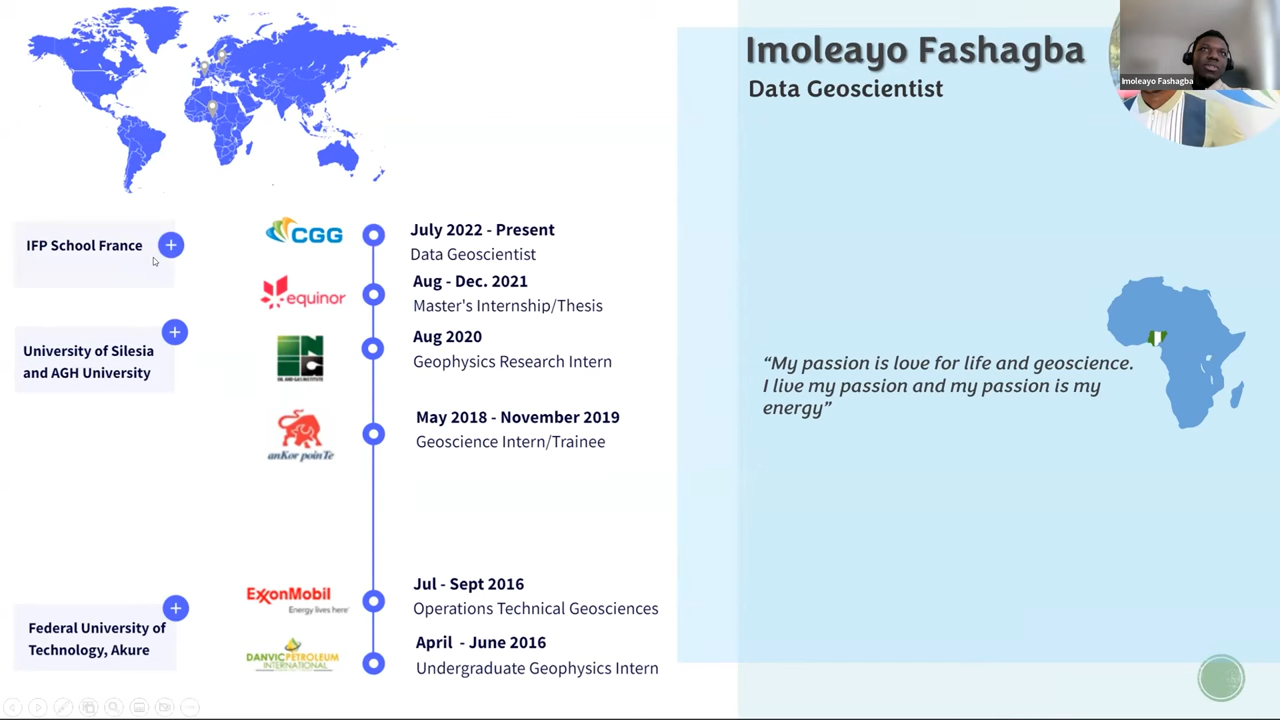 Imoleayo Fashagba
Data Geoscientist
Imoleayo Fashagba
IFP School France
University of Silesia
and AGH University
Federal University of
Technology, Akure
CGG
July 2022 - Present
Data Geoscientist
equinor
Aug - Dec. 2021
Master's Internship/Thesis
OIL AND GAS INSTITUTE
Aug 2020
Geophysics Research Intern
anKor poinTe
May 2018 - November 2019
Geoscience Intern/Trainee
ExxonMobil
Energy lives here
Jul - Sept 2016
Operations Technical Geosciences
DANVIC PETROLEUM
INTERNATIONAL
April - June 2016
Undergraduate Geophysics Intern
“My passion is love for life and geoscience.
I live my passion and my passion is my
energy”